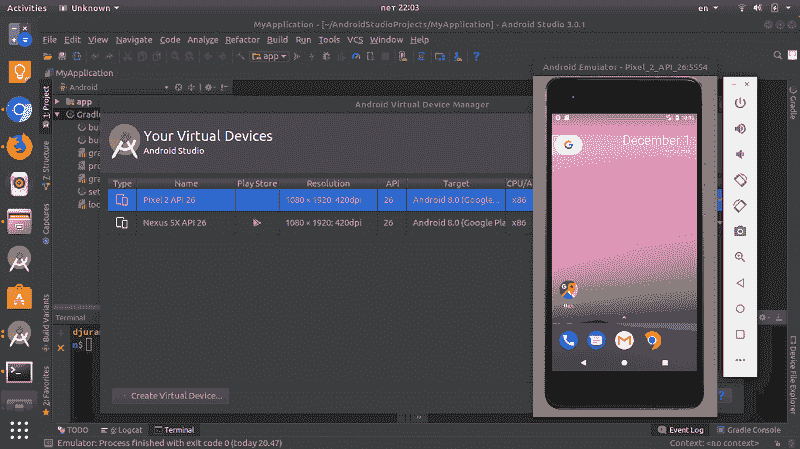 Activities
Unknown
пет 22:03
en
MyApplication - [~/AndroidStudioProjects/MyApplication] - Android Studio 3.0.1
File Edit View Navigate Code Analyze Refactor Build Run Tools VCS Window Help
app
MyApplication
Android
app
Gradle
bu
bu
gra
pro
gra
set
loc
1: Project
7: Structure
Captures
Build Variants
2: Favorites
Android Virtual Device Manager
Your Virtual Devices
Android Studio
Type Name Play Store Resolution API Target CPU/A
Pixel 2 API 26 1080 × 1920: 420dpi 26 Android 8.0 (Google... x86
Nexus 5X API 26 1080 × 1920: 420dpi 26 Android 8.0 (Google Pla x86
Create Virtual Device...
?
Android Emulator - Pixel_2_API_26:5554
G
December 1
Gradle
Device File Explorer
Terminal
djuran
n$
TODO 6: Logcat Terminal
Event Log Gradle Console
Emulator: Process finished with exit code 0 (today 20.47)
Context: <no context>